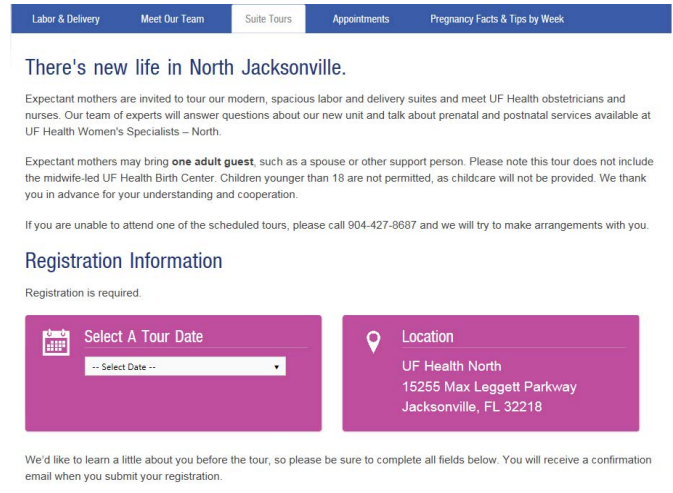 Labor & Delivery Meet Our Team Suite Tours Appointments Pregnancy Facts & Tips by Week
There's new life in North Jacksonville.
Expectant mothers are invited to tour our modern, spacious labor and delivery suites and meet UF Health obstetricians and
nurses. Our team of experts will answer questions about our new unit and talk about prenatal and postnatal services available at
UF Health Women's Specialists – North.
Expectant mothers may bring one adult guest, such as a spouse or other support person. Please note this tour does not include
the midwife-led UF Health Birth Center. Children younger than 18 are not permitted, as childcare will not be provided. We thank
you in advance for your understanding and cooperation.
If you are unable to attend one of the scheduled tours, please call 904-427-8687 and we will try to make arrangements with you.
Registration Information
Registration is required.
Select A Tour Date
-- Select Date --
Location
UF Health North
15255 Max Leggett Parkway
Jacksonville, FL 32218
We'd like to learn a little about you before the tour, so please be sure to complete all fields below. You will receive a confirmation
email when you submit your registration.